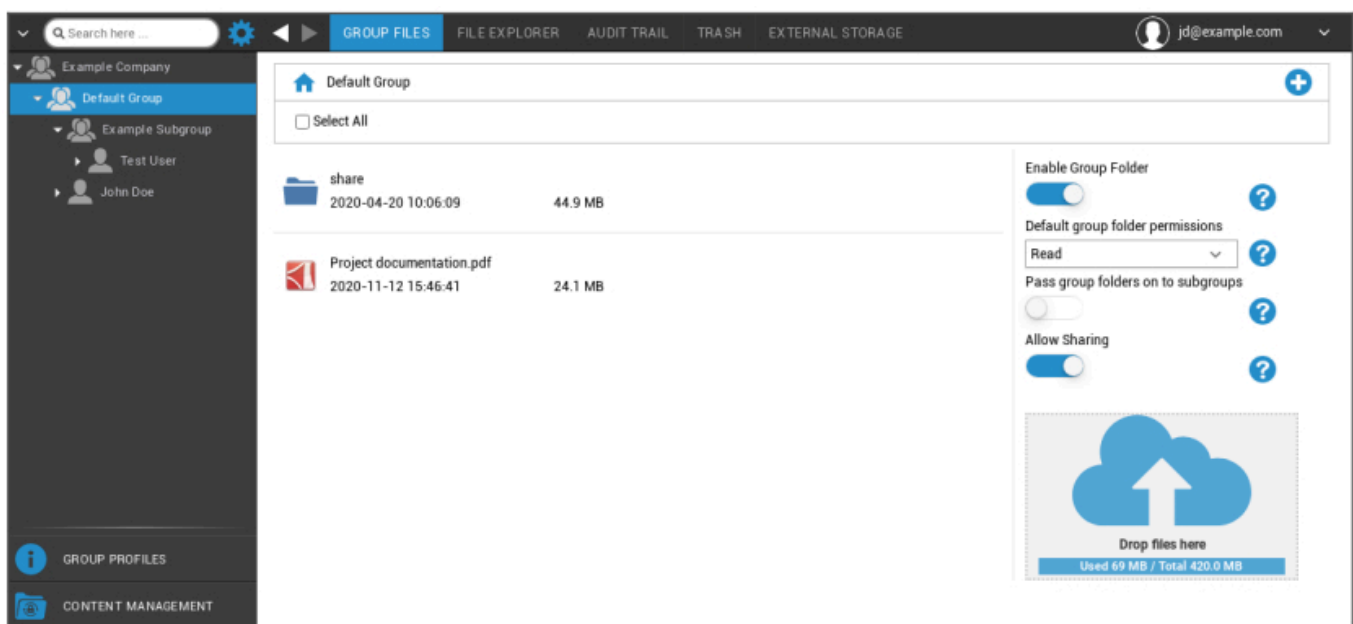 Search here ...
GROUP FILES
FILE EXPLORER
AUDIT TRAIL
TRASH
EXTERNAL STORAGE
jd@example.com
Example Company
Default Group
Example Subgroup
Test User
John Doe
GROUP PROFILES
CONTENT MANAGEMENT
Default Group
Select All
share
2020-04-20 10:06:09 44.9 MB
Project documentation.pdf
2020-11-12 15:46:41 24.1 MB
Enable Group Folder
?
Default group folder permissions
Read
?
Pass group folders on to subgroups
?
Allow Sharing
?
Drop files here
Used 69 MB / Total 420.0 MB